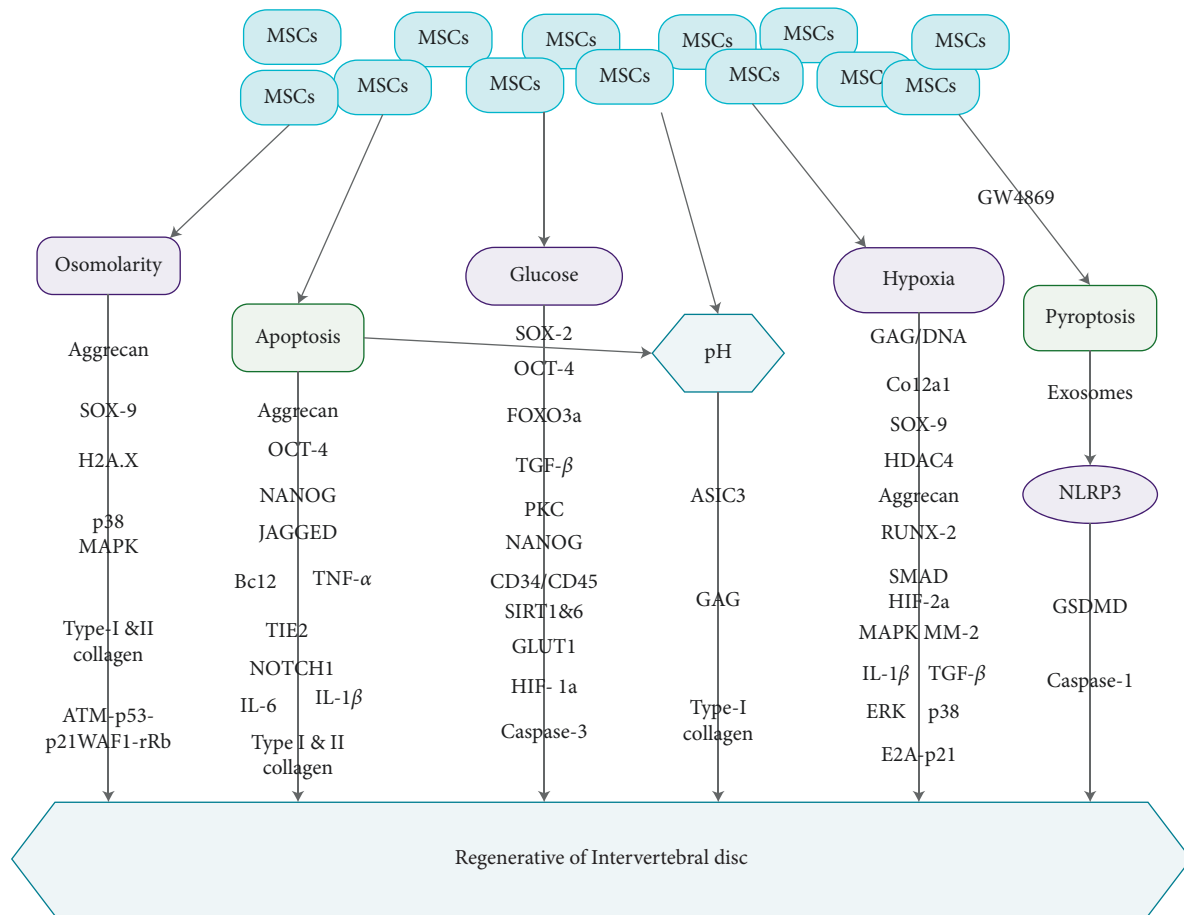 MSCs
MSCs
MSCs
MSCs
MSCs
MSCs
MSCs
MSCs
MSCs
MSCs
MSCs
MSC
MSCs
GW4869
Osomolarity
Aggrecan
SOX-9
H2A.X
p38
MAPK
Type-I &II
collagen
ATM-p53-
p21WAF1-rRb
Apoptosis
Aggrecan
OCT-4
NANOG
JAGGED
Bc12
TNF-α
TIE2
NOTCH1
IL-6
IL-1β
Type I & II
collagen
Glucose
SOX-2
OCT-4
FOXO3a
TGF-β
PKC
NANOG
CD34/CD45
SIRT1&6
GLUT1
HIF- 1a
Caspase-3
pH
ASIC3
GAG
Type-I
collagen
Hypoxia
GAG/DNA
Co12a1
SOX-9
HDAC4
Aggrecan
RUNX-2
SMAD
HIF-2a
MAPK MM-2
IL-1β TGF-β
ERK p38
E2A-p21
Pyroptosis
Exosomes
NLRP3
GSDMD
Caspase-1
Regenerative of Intervertebral disc